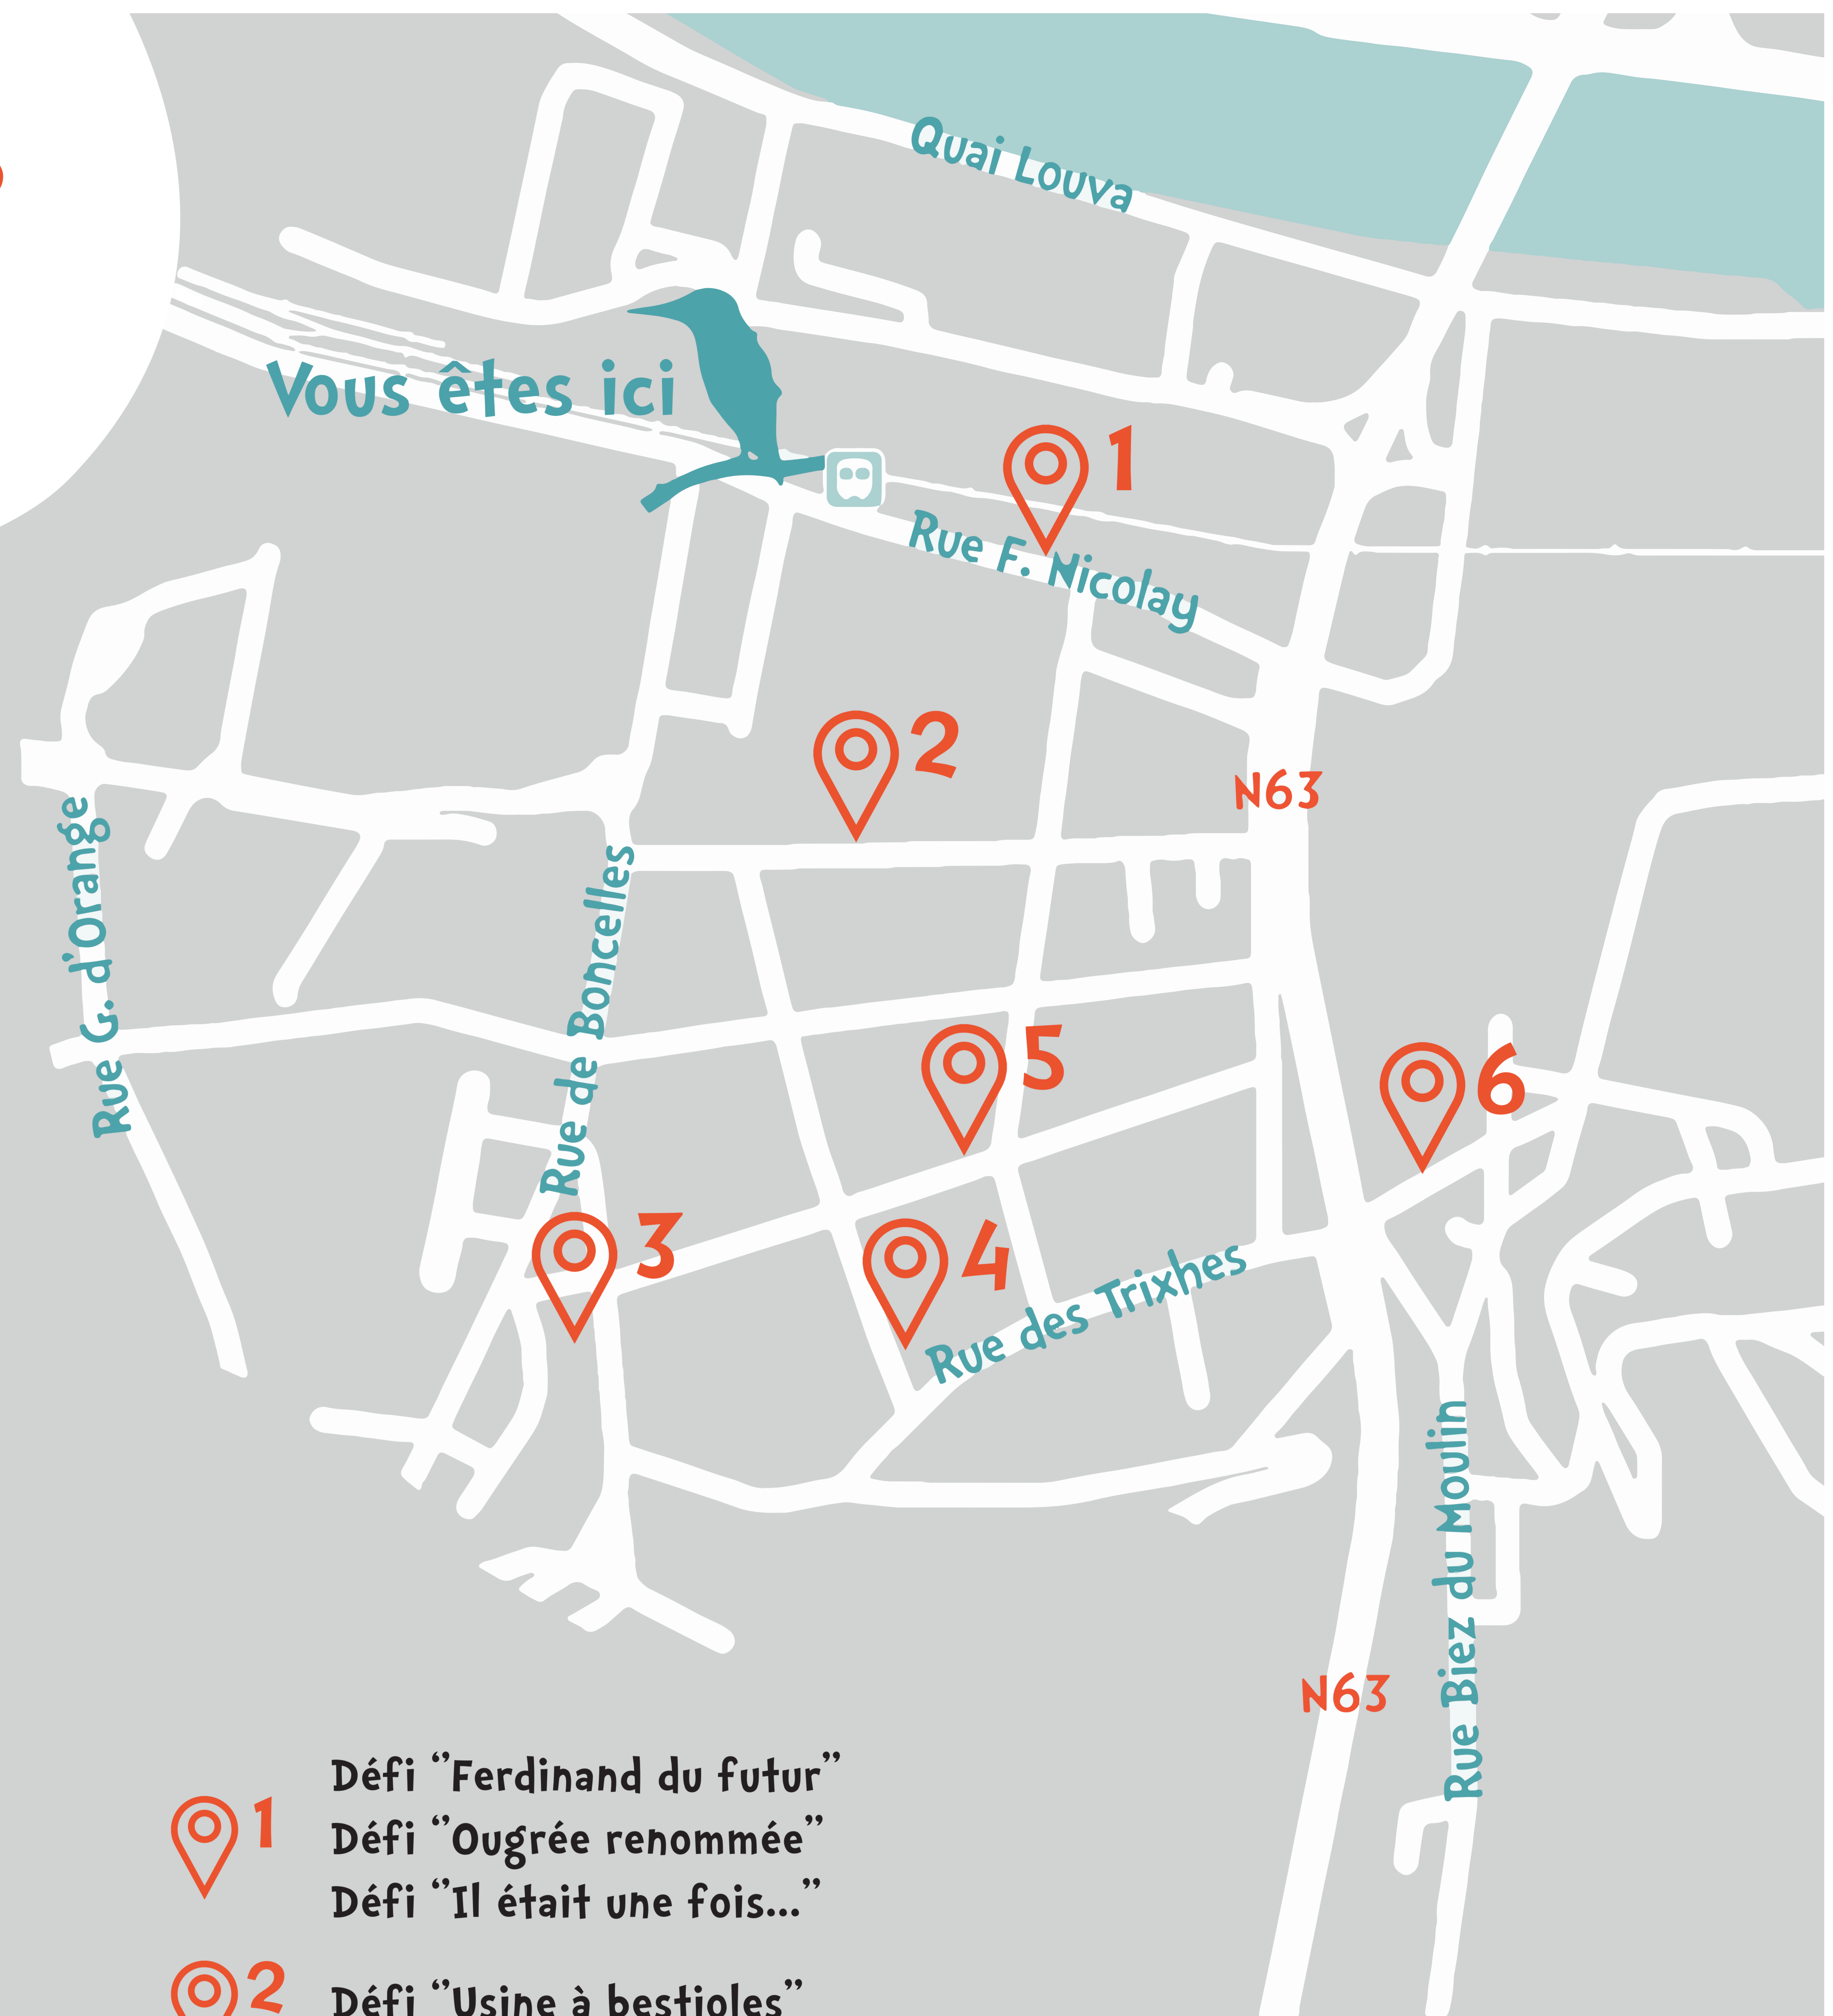 Quai Louva
Vous êtes ici
1
Rue F. Nicolay
2
N63
Rue G. d'Orange
Rue de Boncelles
5
6
3
4
Rue des Trixhes
Rue Biez du Moulin
N63
1
Défi “Ferdinand du futur”
Défi “Ougrée renommée”
Défi “Il était une fois...”
2
Défi “Usine à bestioles”